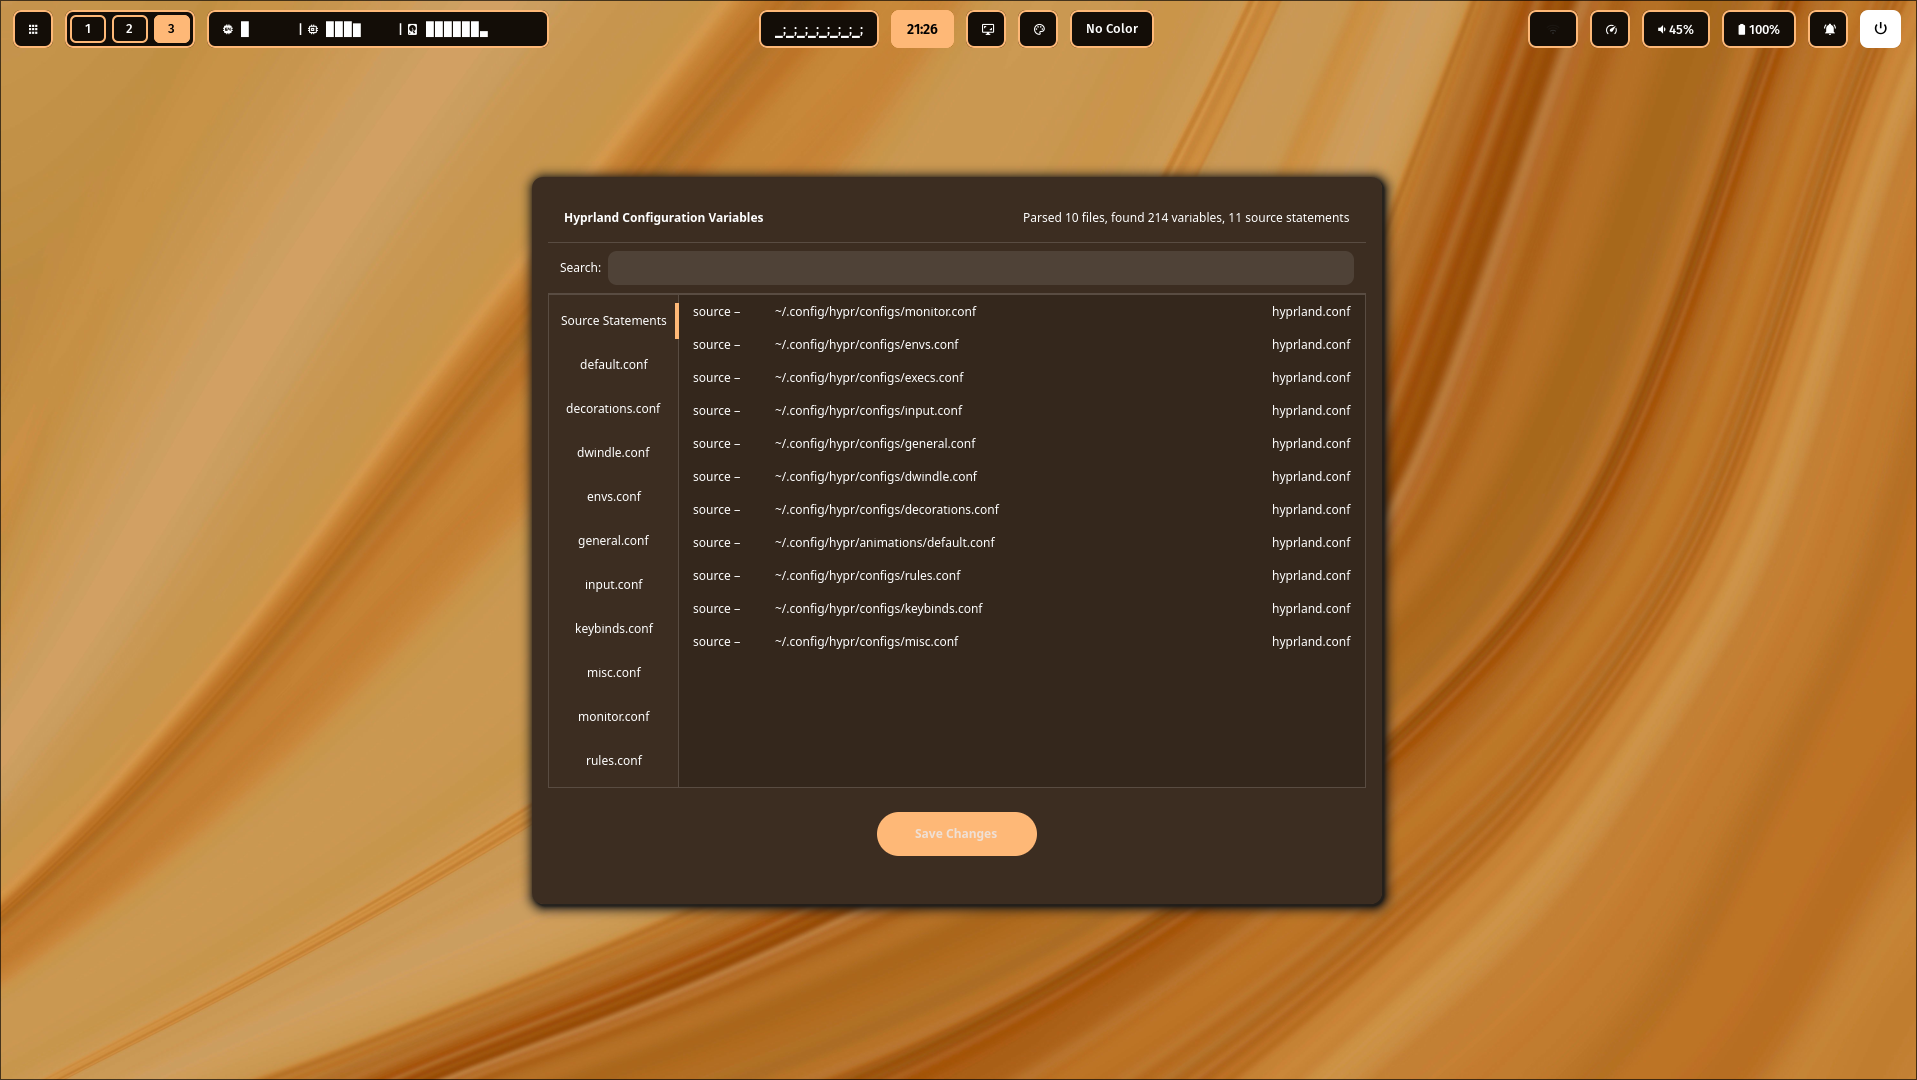 1 2 3
_;_;_;_;_;_;_;_; 21:26 No Color
45% 100%
Hyprland Configuration Variables
Parsed 10 files, found 214 variables, 11 source statements
Search:
Source Statements
default.conf
decorations.conf
dwindle.conf
envs.conf
general.conf
input.conf
keybinds.conf
misc.conf
monitor.conf
rules.conf
source – ~/.config/hypr/configs/monitor.conf hyprland.conf
source – ~/.config/hypr/configs/envs.conf hyprland.conf
source – ~/.config/hypr/configs/execs.conf hyprland.conf
source – ~/.config/hypr/configs/input.conf hyprland.conf
source – ~/.config/hypr/configs/general.conf hyprland.conf
source – ~/.config/hypr/configs/dwindle.conf hyprland.conf
source – ~/.config/hypr/configs/decorations.conf hyprland.conf
source – ~/.config/hypr/animations/default.conf hyprland.conf
source – ~/.config/hypr/configs/rules.conf hyprland.conf
source – ~/.config/hypr/configs/keybinds.conf hyprland.conf
source – ~/.config/hypr/configs/misc.conf hyprland.conf
Save Changes